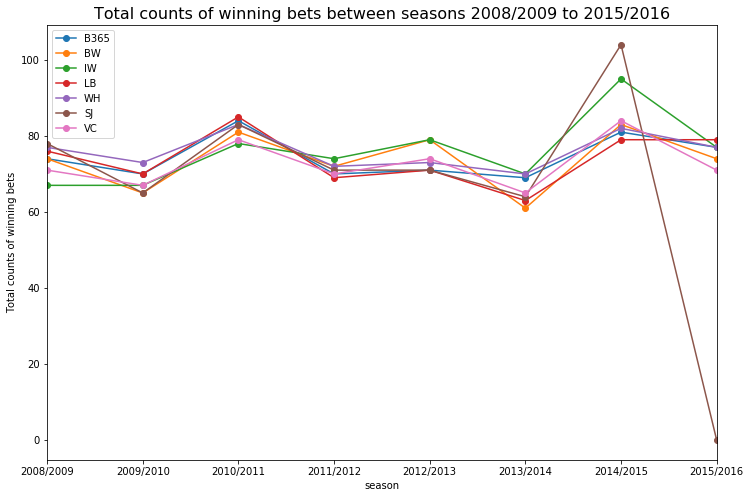 Total counts of winning bets between seasons 2008/2009 to 2015/2016
B365
BW
IW
LB
WH
SJ
VC
100
80
60
40
20
0
Total counts of winning bets
2008/2009 2009/2010 2010/2011 2011/2012 2012/2013 2013/2014 2014/2015 2015/2016
season